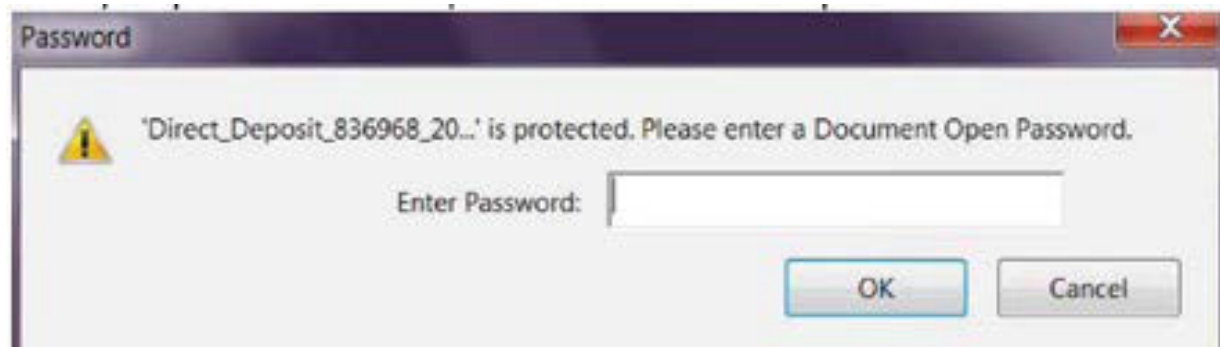 Password
'Direct_Deposit_836968_20...' is protected. Please enter a Document Open Password.
Enter Password:
OK
Cancel